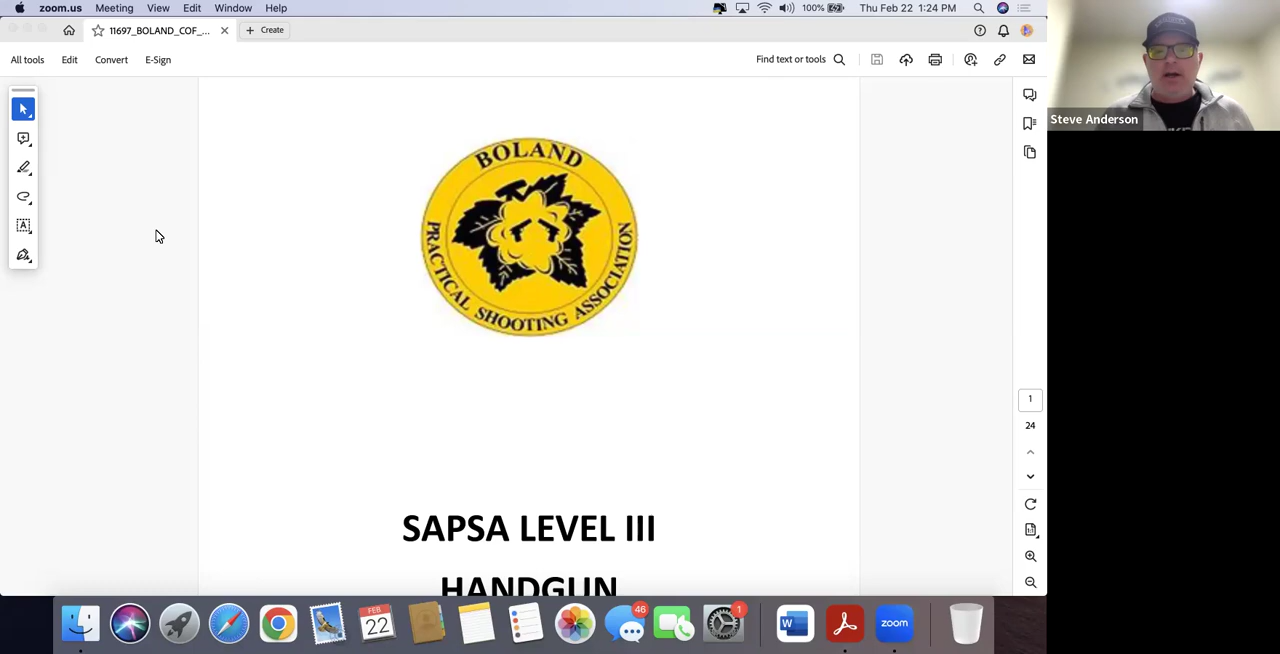 zoom.us Meeting View Edit Window Help 100% Thu Feb 22 1:24 PM
11697_BOLAND_COF_... Create
All tools Edit Convert E-Sign Find text or tools
BOLAND
PRACTICAL SHOOTING ASSOCIATION
SAPSA LEVEL III
HANDGUN
1
24
Steve Anderson
FEB
22
46
1
W
zoom